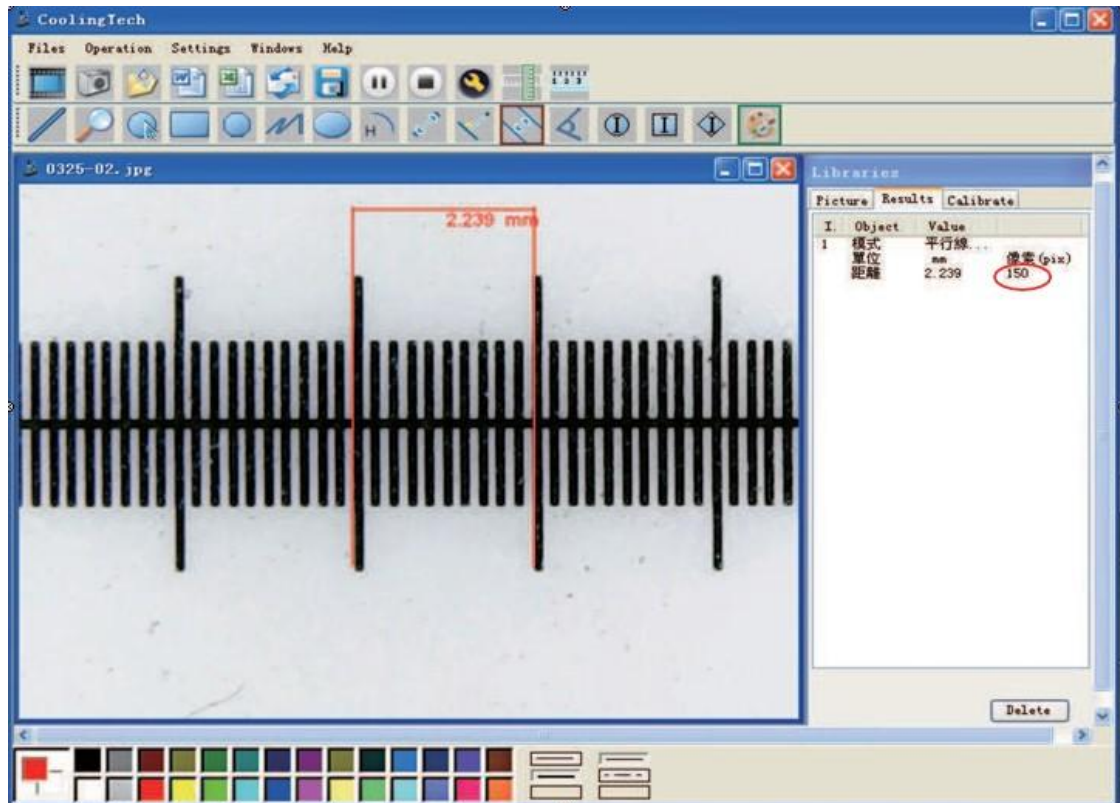 CoolingTech
Files Operation Settings Windows Help
0325-02.jpg
2.239 mm
Libraries
Picture Results Calibrate
I. Object Value
1 模式 平行線...
單位 mm 像素(pix)
距離 2.239 150
Delete